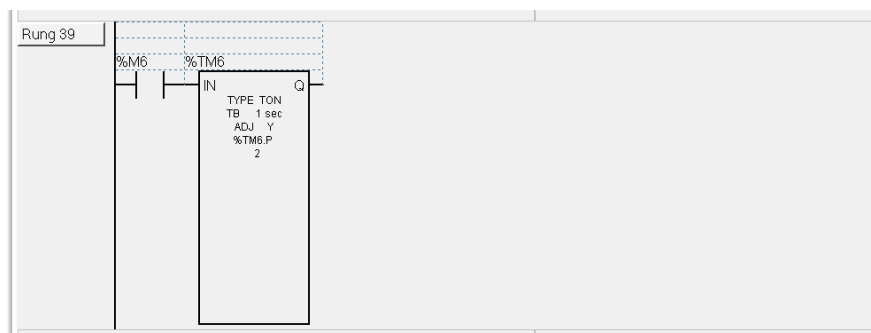 Rung 39
%M6
%TM6
IN
Q
TYPE TON
TB 1 sec
ADJ Y
%TM6.P
2